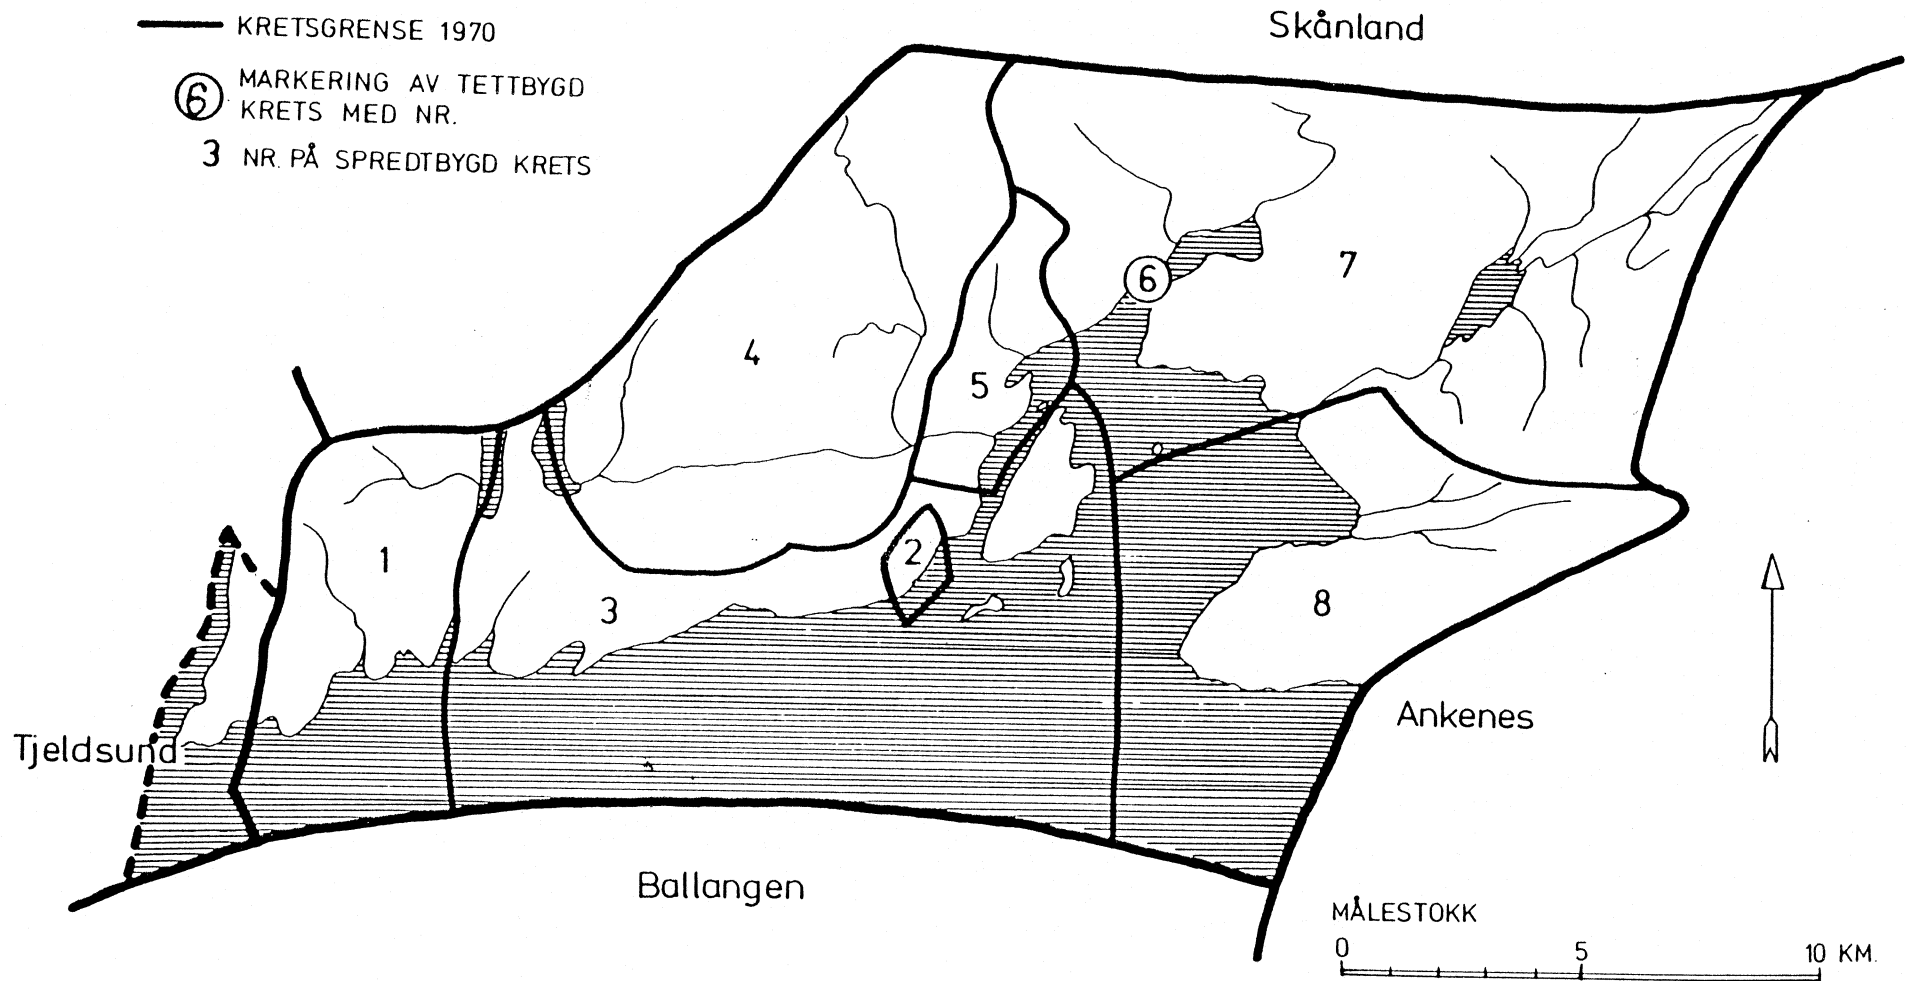 KRETSGRENSE 1970
6 MARKERING AV TETTBYGD
KRETS MED NR.
3 NR. PÅ SPREDTBYGD KRETS
Skånland
7
6
4
5
1
2
3
8
Tjeldsund
Ankenes
Ballangen
MÅLESTOKK
0 5 10 KM.